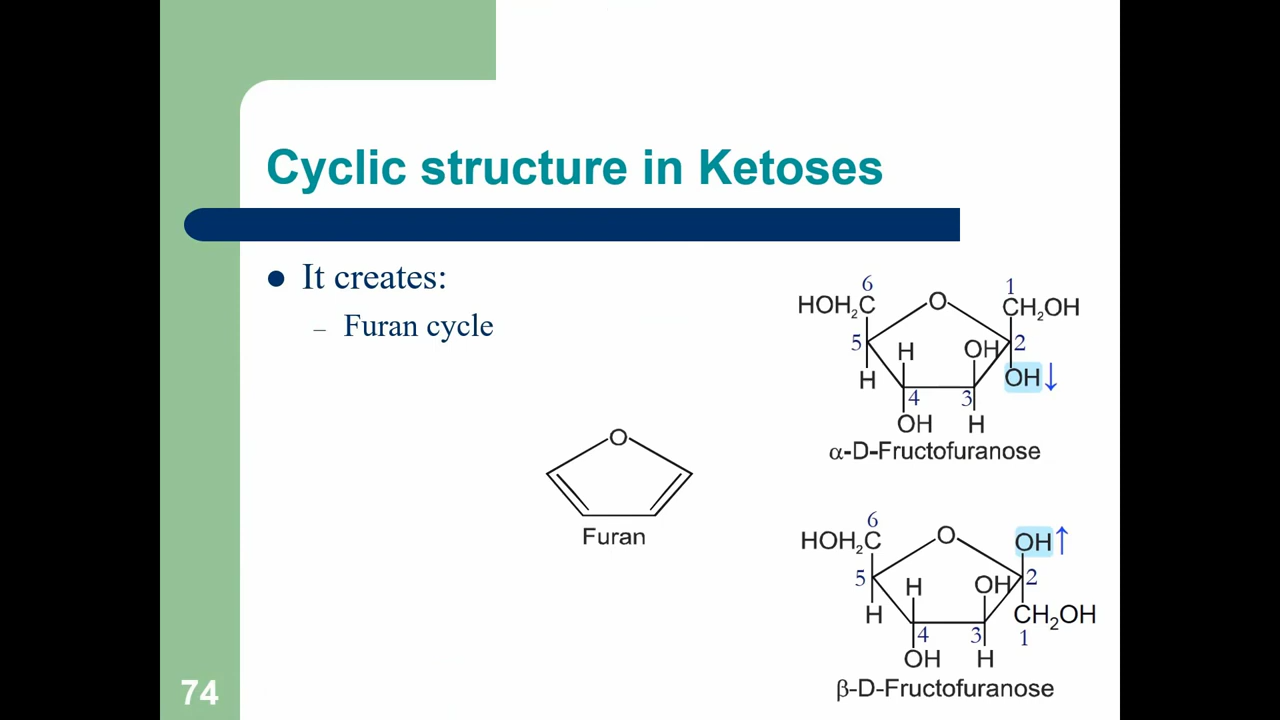 Cyclic structure in Ketoses
● It creates:
– Furan cycle
O
Furan
6
1
HOH₂C
O
CH₂OH
5
H
OH
2
H
OH↓
4
3
OH
H
α-D-Fructofuranose
6
HOH₂C
O
OH↑
5
H
OH
2
H
CH₂OH
4
3
1
OH
H
β-D-Fructofuranose
74